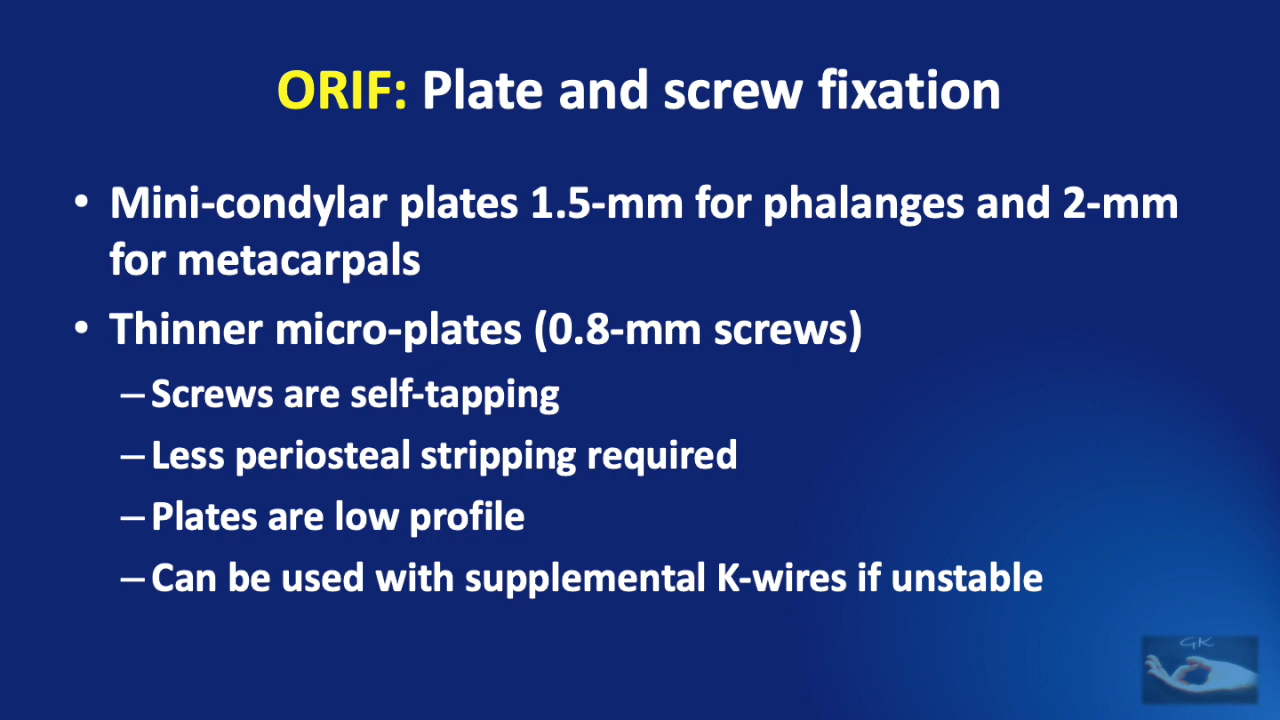 ORIF: Plate and screw fixation
• Mini-condylar plates 1.5-mm for phalanges and 2-mm
for metacarpals
• Thinner micro-plates (0.8-mm screws)
– Screws are self-tapping
– Less periosteal stripping required
– Plates are low profile
– Can be used with supplemental K-wires if unstable
GK